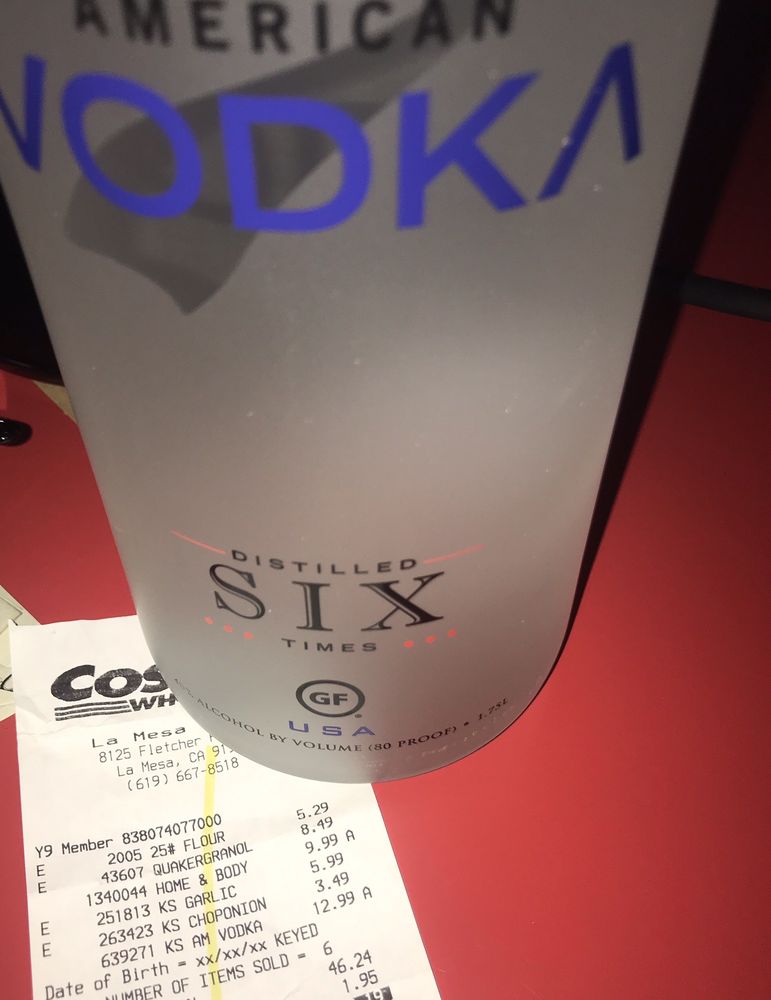 AMERICAN
VODKA
DISTILLED
SIX
TIMES
GF
USA
ALCOHOL BY VOLUME (80 PROOF) • 1.75L
La Mesa
8125 Fletcher
La Mesa, CA
(619) 667-8518
Y9 Member 838074077000
E 2005 25# FLOUR 5.29
E 43607 QUAKERGRANOL 8.49
1340044 HOME & BODY 9.99 A
E 251813 KS GARLIC 5.99
E 263423 KS CHOPONION 3.49
639271 KS AM VODKA 12.99 A
Date of Birth = xx/xx/xx KEYED
NUMBER OF ITEMS SOLD = 6
46.24
1.95